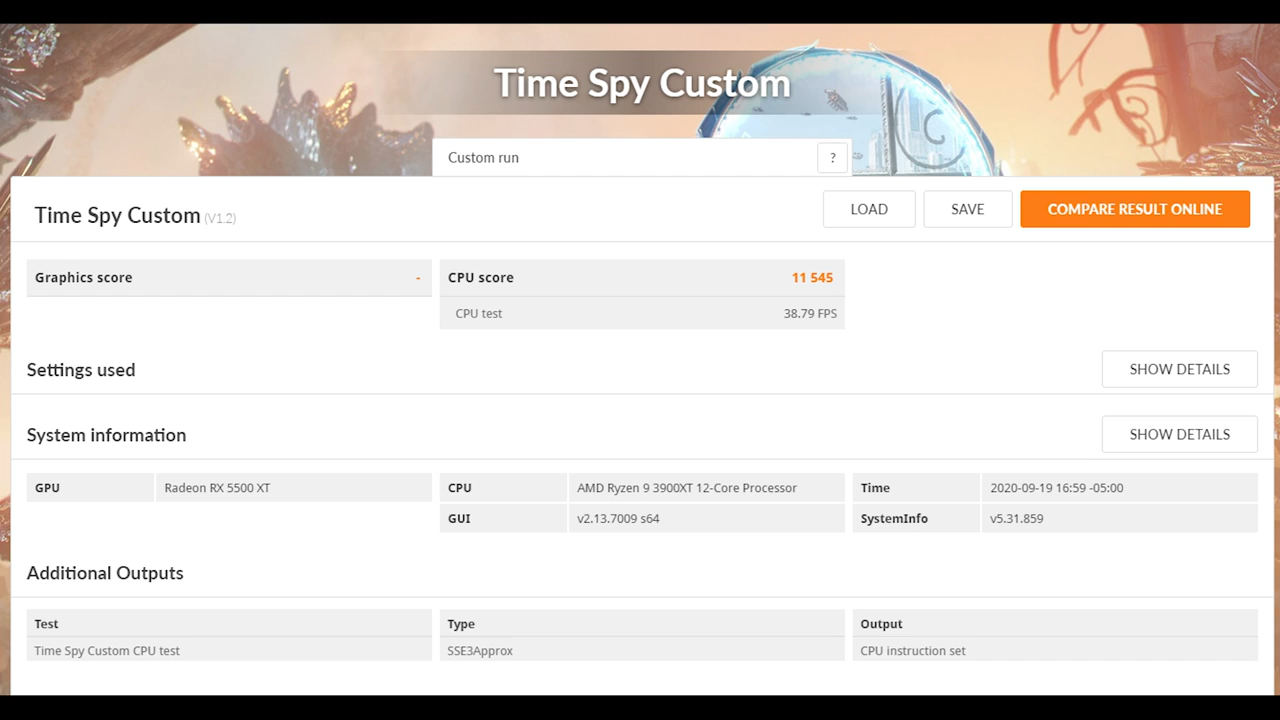 Time Spy Custom
Custom run ?
Time Spy Custom (V1.2) LOAD SAVE COMPARE RESULT ONLINE
Graphics score - CPU score 11 545
CPU test 38.79 FPS
Settings used SHOW DETAILS
System information SHOW DETAILS
GPU Radeon RX 5500 XT CPU AMD Ryzen 9 3900XT 12-Core Processor Time 2020-09-19 16:59 -05:00
GUI v2.13.7009 s64 SystemInfo v5.31.859
Additional Outputs
Test Type Output
Time Spy Custom CPU test SSE3Approx CPU instruction set